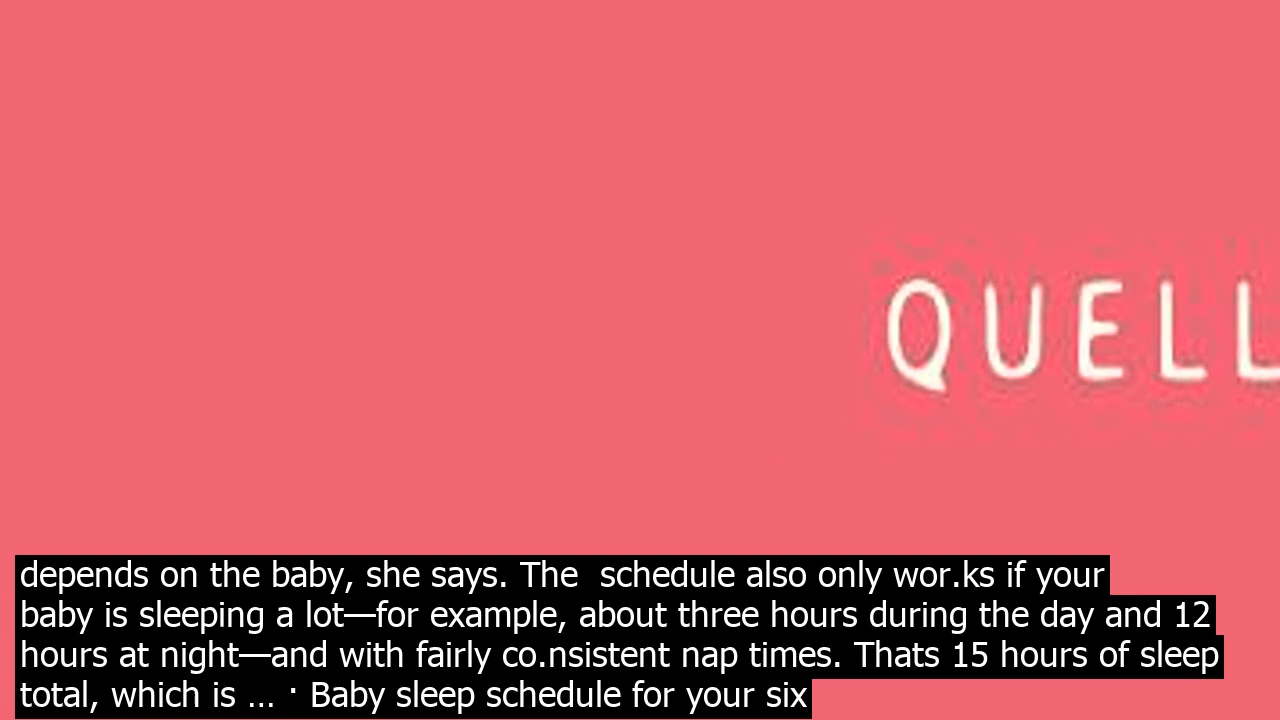 QUELL
depends on the baby, she says. The  schedule also only wor.ks if your
baby is sleeping a lot—for example, about three hours during the day and 12
hours at night—and with fairly co.nsistent nap times. Thats 15 hours of sleep
total, which is ... · Baby sleep schedule for your six